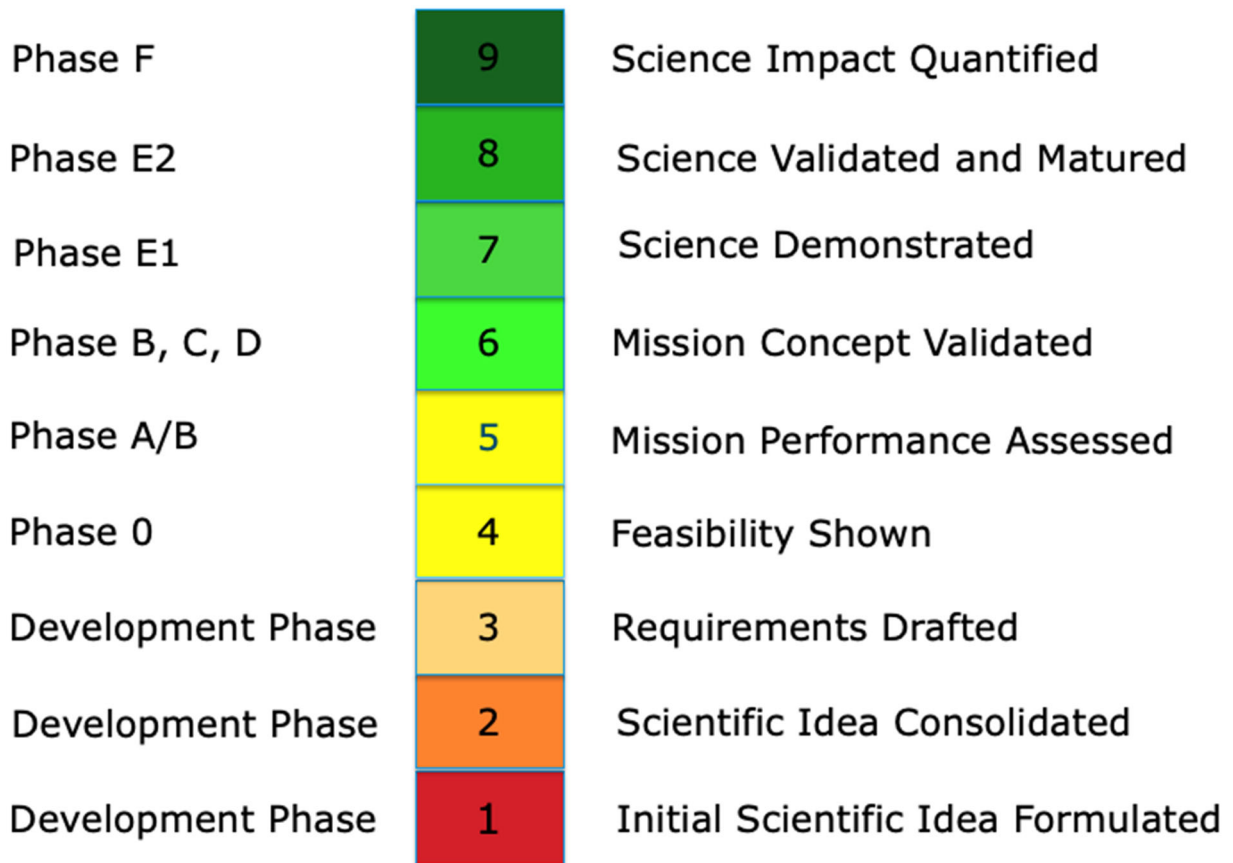 Phase F 9 Science Impact Quantified
Phase E2 8 Science Validated and Matured
Phase E1 7 Science Demonstrated
Phase B, C, D 6 Mission Concept Validated
Phase A/B 5 Mission Performance Assessed
Phase 0 4 Feasibility Shown
Development Phase 3 Requirements Drafted
Development Phase 2 Scientific Idea Consolidated
Development Phase 1 Initial Scientific Idea Formulated